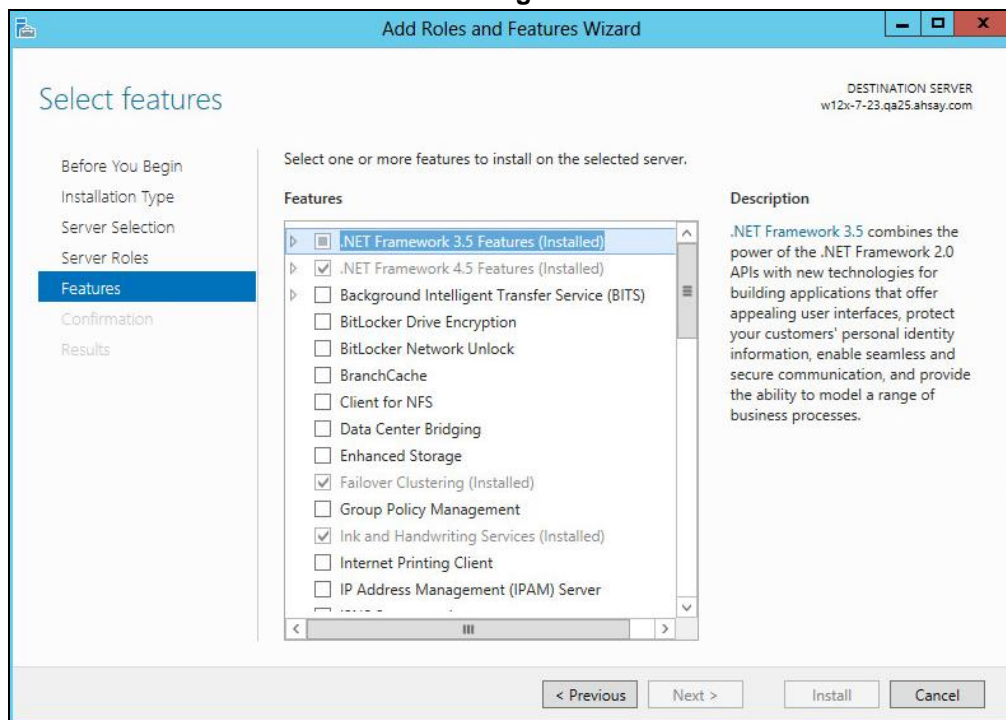 Add Roles and Features Wizard
Select features
DESTINATION SERVER
w12x-7-23.qa25.ahsay.com
Before You Begin
Installation Type
Server Selection
Server Roles
Features
Confirmation
Results
Select one or more features to install on the selected server.
Features
.NET Framework 3.5 Features (Installed)
.NET Framework 4.5 Features (Installed)
Background Intelligent Transfer Service (BITS)
BitLocker Drive Encryption
BitLocker Network Unlock
BranchCache
Client for NFS
Data Center Bridging
Enhanced Storage
Failover Clustering (Installed)
Group Policy Management
Ink and Handwriting Services (Installed)
Internet Printing Client
IP Address Management (IPAM) Server
Description
.NET Framework 3.5 combines the
power of the .NET Framework 2.0
APIs with new technologies for
building applications that offer
appealing user interfaces, protect
your customers' personal identity
information, enable seamless and
secure communication, and provide
the ability to model a range of
business processes.
< Previous
Next >
Install
Cancel